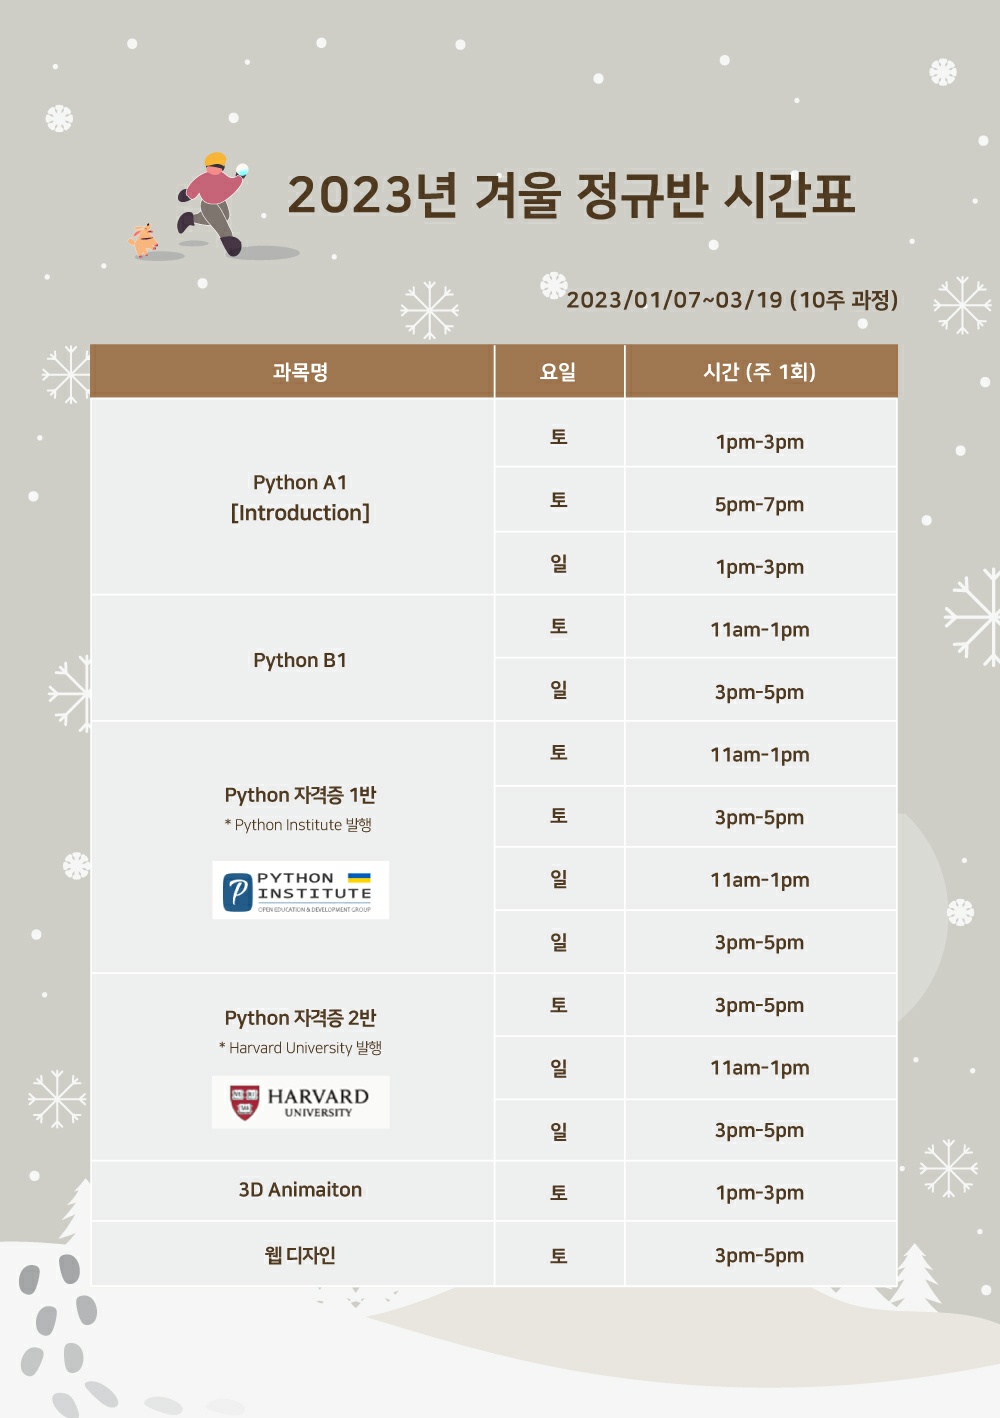 2023년 겨울 정규반 시간표
2023/01/07~03/19 (10주 과정)
과목명 요일 시간 (주 1회)
Python A1
[Introduction]
토 1pm-3pm
토 5pm-7pm
일 1pm-3pm
Python B1
토 11am-1pm
일 3pm-5pm
Python 자격증 1반
* Python Institute 발행
PYTHON
INSTITUTE
OPEN EDUCATION & DEVELOPMENT GROUP
토 11am-1pm
토 3pm-5pm
일 11am-1pm
일 3pm-5pm
Python 자격증 2반
* Harvard University 발행
HARVARD
UNIVERSITY
토 3pm-5pm
일 11am-1pm
일 3pm-5pm
3D Animaiton 토 1pm-3pm
웹 디자인 토 3pm-5pm